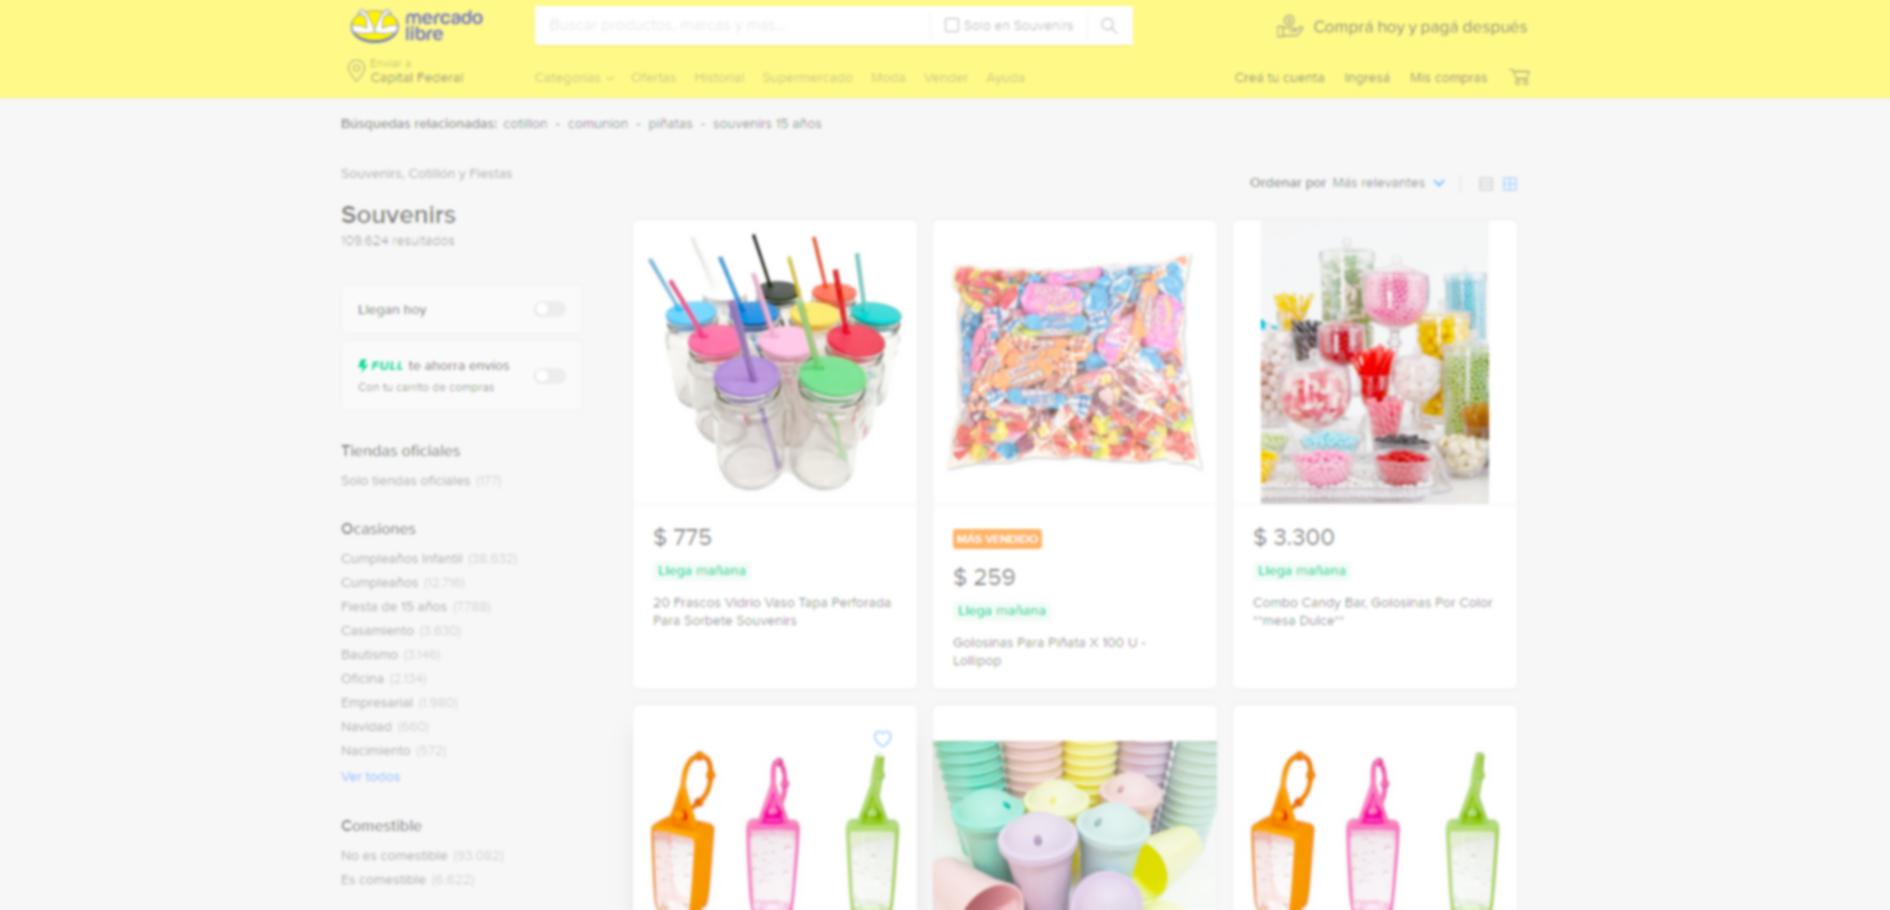 mercado
libre
Buscar productos, marcas y más...
Solo en Souvenirs
Comprá hoy y pagá después
Enviar a
Capital Federal
Categorías
Ofertas
Historial
Supermercado
Moda
Vender
Ayuda
Creá tu cuenta
Ingresá
Mis compras
Búsquedas relacionadas: cotillon - comunion - piñatas - souvenirs 15 años
Souvenirs, Cotillón y Fiestas
Souvenirs
109.624 resultados
Ordenar por Más relevantes
Llegan hoy
FULL te ahorra envíos
Con tu carrito de compras
Tiendas oficiales
Solo tiendas oficiales (177)
Ocasiones
Cumpleaños Infantil (38.632)
Cumpleaños (12.716)
Fiesta de 15 años (7.788)
Casamiento (3.630)
Bautismo (3.146)
Oficina (2.134)
Empresarial (1.980)
Navidad (660)
Nacimiento (572)
Ver todos
Comestible
No es comestible (93.082)
Es comestible (6.622)
$ 775
Llega mañana
20 Frascos Vidrio Vaso Tapa Perforada
Para Sorbete Souvenirs
MÁS VENDIDO
$ 259
Llega mañana
Golosinas Para Piñata X 100 U -
Lollipop
$ 3.300
Llega mañana
Combo Candy Bar, Golosinas Por Color
**mesa Dulce**